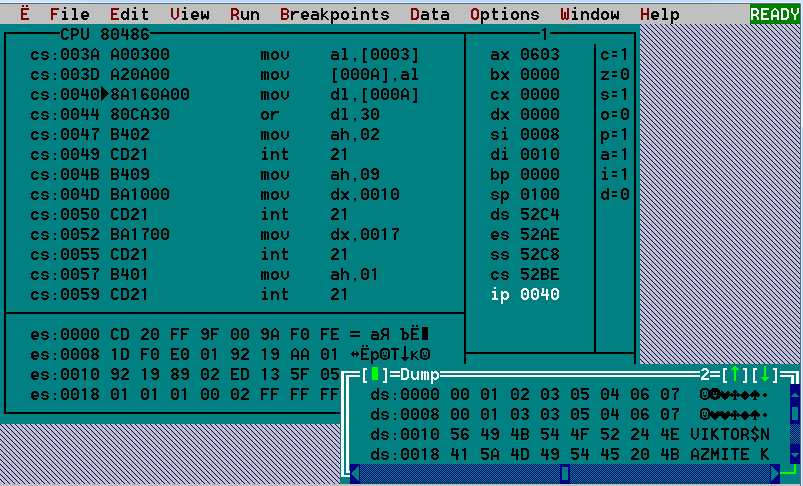 Ë File Edit View Run Breakpoints Data Options Window Help READY
CPU 80486 1
cs:003A A00300 mov al,[0003] ax 0603 c=1
cs:003D A20A00 mov [000A],al bx 0000 z=0
cs:0040►8A160A00 mov dl,[000A] cx 0000 s=1
cs:0044 80CA30 or dl,30 dx 0000 o=0
cs:0047 B402 mov ah,02 si 0008 p=1
cs:0049 CD21 int 21 di 0010 a=1
cs:004B B409 mov ah,09 bp 0000 i=1
cs:004D BA1000 mov dx,0010 sp 0100 d=0
cs:0050 CD21 int 21 ds 52C4
cs:0052 BA1700 mov dx,0017 es 52AE
cs:0055 CD21 int 21 ss 52C8
cs:0057 B401 mov ah,01 cs 52BE
cs:0059 CD21 int 21 ip 0040
es:0000 CD 20 FF 9F 00 9A F0 FE = аЯ ЪЁ■
es:0008 1D F0 E0 01 92 19 AA 01 ↔Ёр☺Т↓к☺
es:0010 92 19 89 02 ED 13 5F 05
es:0018 01 01 01 00 02 FF FF FF
[■]=Dump 2=[↑][↓]
ds:0000 00 01 02 03 05 04 06 07 ☺☻♥♣♦♠•
ds:0008 00 01 03 03 05 04 06 07 ☺♥♥♣♦♠•
ds:0010 56 49 4B 54 4F 52 24 4E VIKTOR$N
ds:0018 41 5A 4D 49 54 45 20 4B AZMITE K